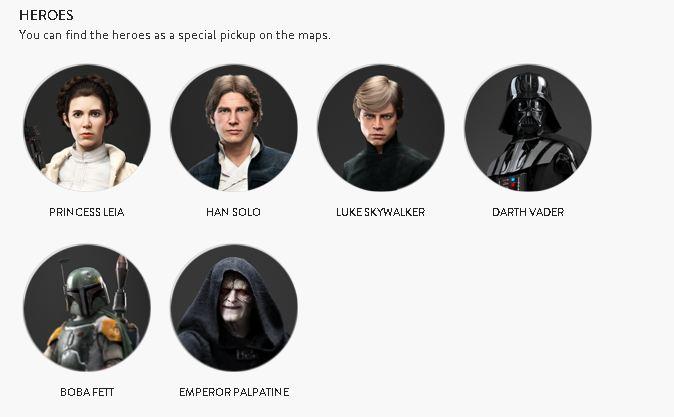 HEROES
You can find the heroes as a special pickup on the maps.
PRINCESS LEIA
HAN SOLO
LUKE SKYWALKER
DARTH VADER
BOBA FETT
EMPEROR PALPATINE